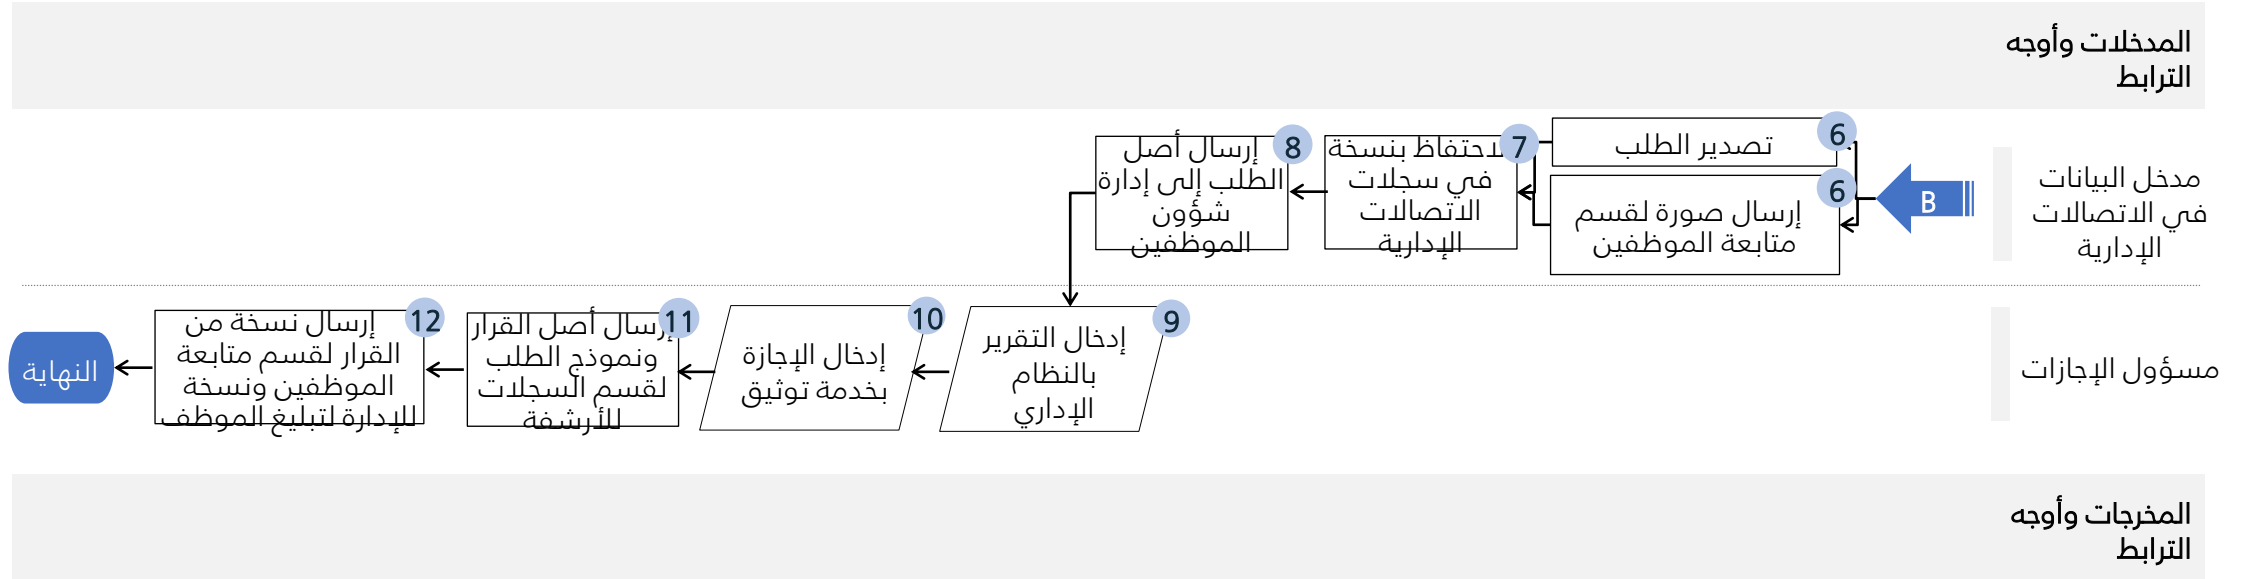 المدخلات وأوجه
الترابط
مدخل البيانات
في الاتصالات
الإدارية
B
6
تصدير الطلب
6
إرسال صورة لقسم
متابعة الموظفين
7
الاحتفاظ بنسخة
في سجلات
الاتصالات
الإدارية
8
إرسال أصل
الطلب إلى إدارة
شؤون
الموظفين
مسؤول الإجازات
9
إدخال التقرير
بالنظام
الإداري
10
إدخال الإجازة
بخدمة توثيق
11
إرسال أصل القرار
ونموذج الطلب
لقسم السجلات
للأرشفة
12
إرسال نسخة من
القرار لقسم متابعة
الموظفين ونسخة
للإدارة لتبليغ الموظف
النهاية
المخرجات وأوجه
الترابط